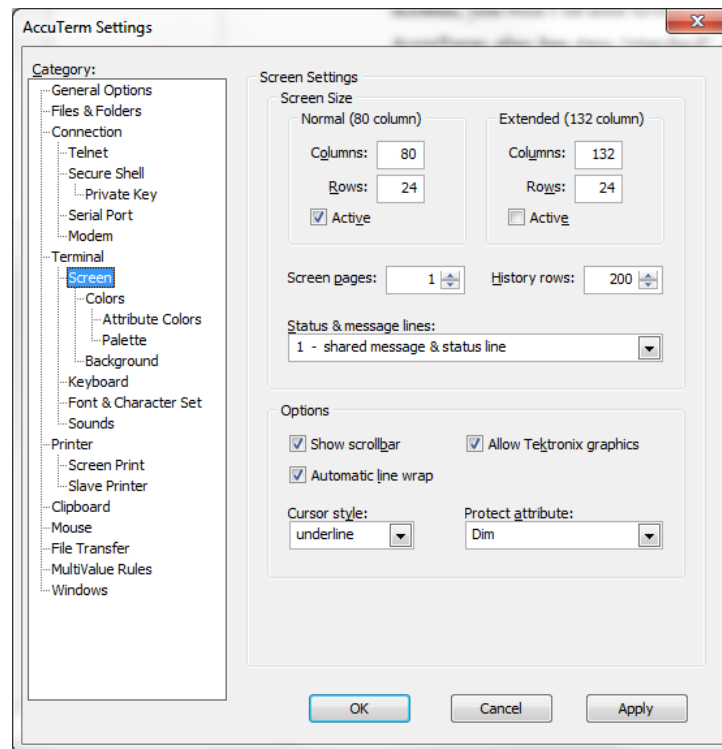 AccuTerm Settings
Category:
General Options
Files & Folders
Connection
Telnet
Secure Shell
Private Key
Serial Port
Modem
Terminal
Screen
Colors
Attribute Colors
Palette
Background
Keyboard
Font & Character Set
Sounds
Printer
Screen Print
Slave Printer
Clipboard
Mouse
File Transfer
MultiValue Rules
Windows
Screen Settings
Screen Size
Normal (80 column)
Columns: 80
Rows: 24
Active
Extended (132 column)
Columns: 132
Rows: 24
Active
Screen pages: 1
History rows: 200
Status & message lines:
1 - shared message & status line
Options
Show scrollbar
Allow Tektronix graphics
Automatic line wrap
Cursor style:
underline
Protect attribute:
Dim
OK
Cancel
Apply